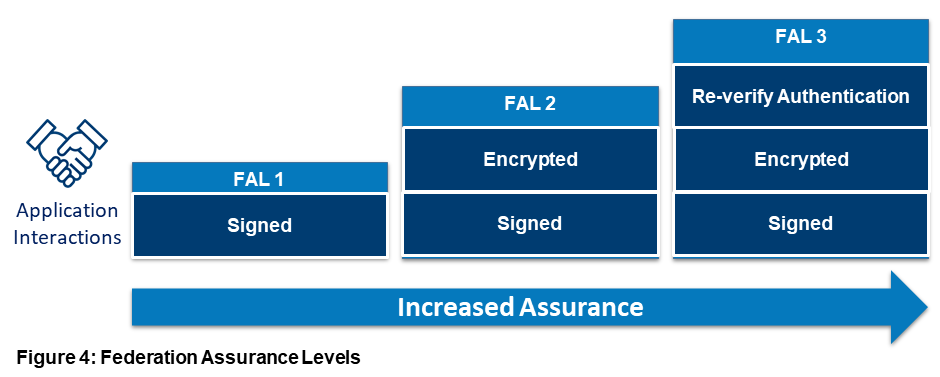 FAL 3
Re-verify Authentication
FAL 2
Encrypted
Encrypted
FAL 1
Signed
Signed
Signed
Application
Interactions
Increased Assurance
Figure 4: Federation Assurance Levels